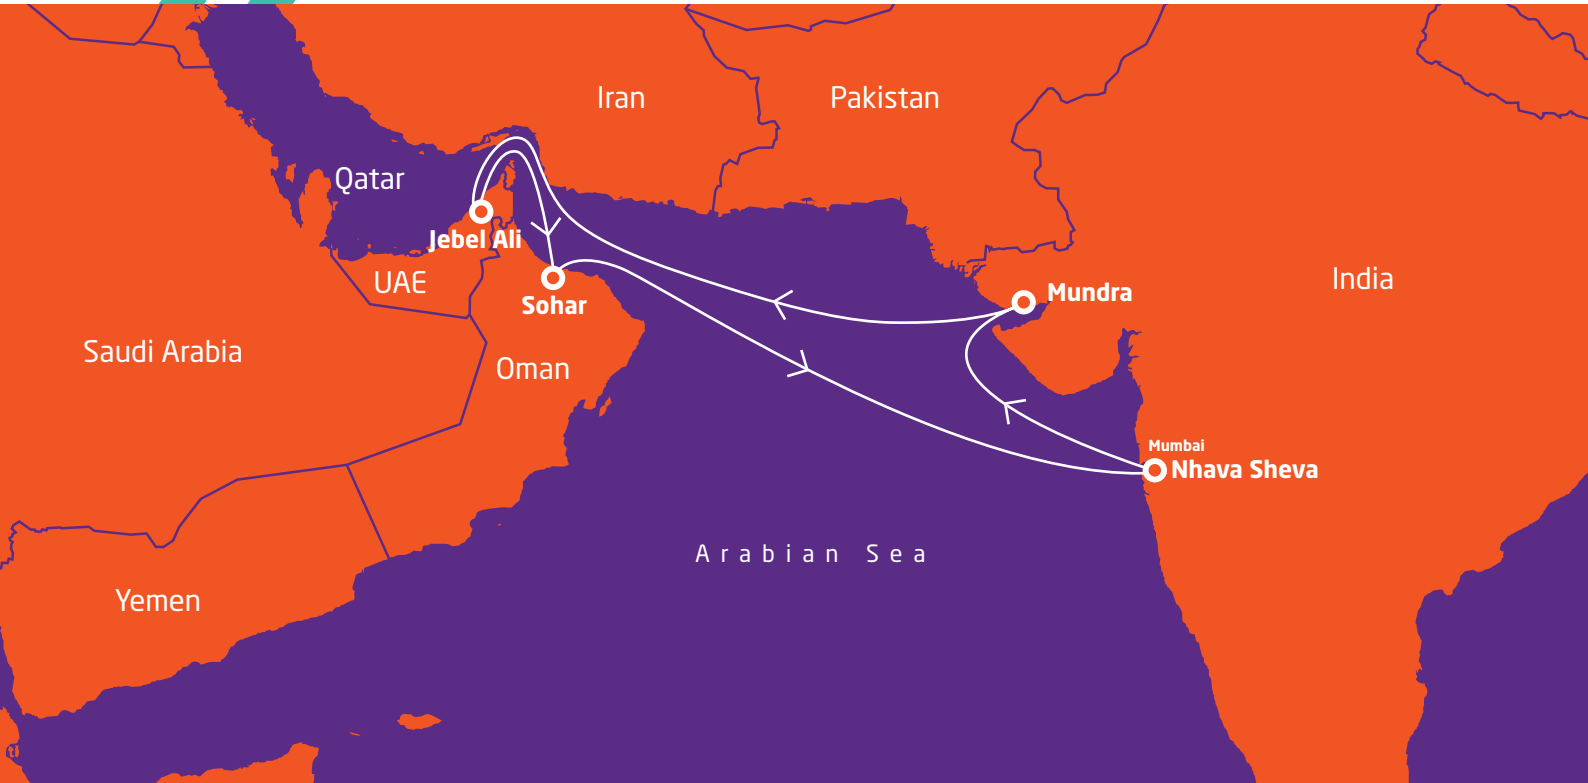 Iran
Pakistan
Qatar
Jebel Ali
UAE
Sohar
Mundra
India
Saudi Arabia
Oman
Mumbai
Nhava Sheva
Arabian Sea
Yemen